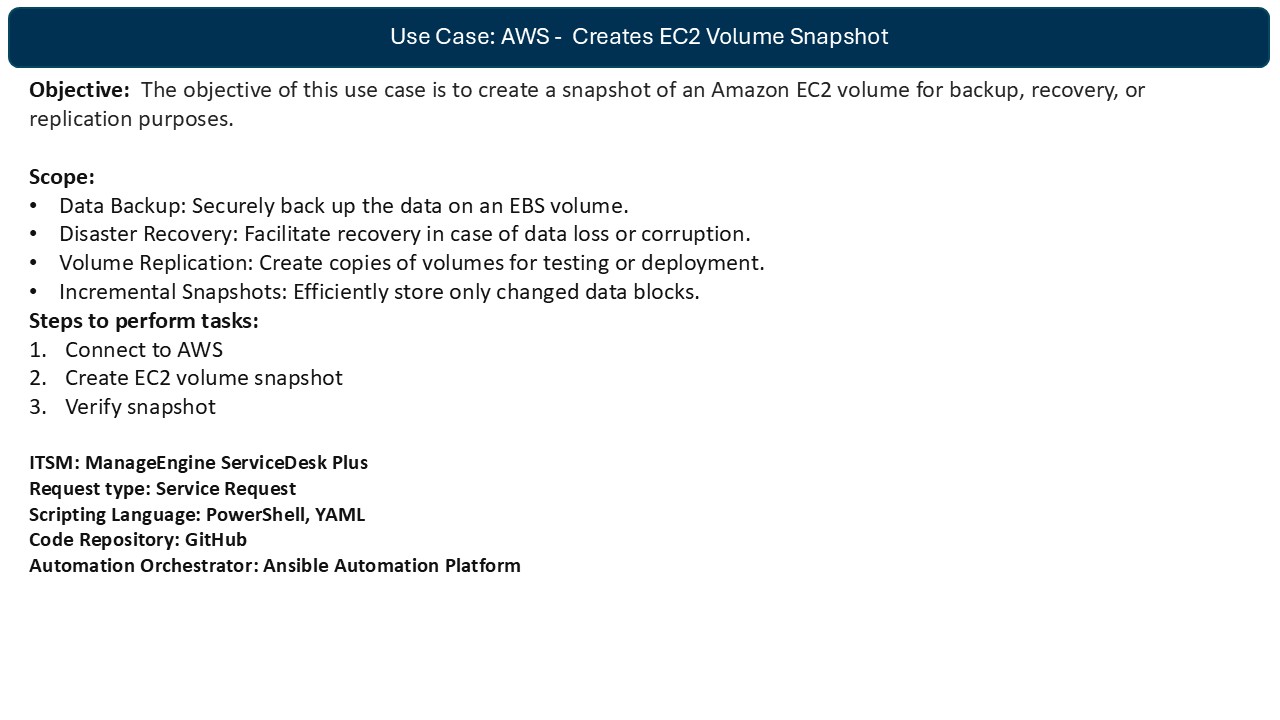 Use Case: AWS -  Creates EC2 Volume Snapshot
Objective:  The objective of this use case is to create a snapshot of an Amazon EC2 volume for backup, recovery, or
replication purposes.
Scope:
• Data Backup: Securely back up the data on an EBS volume.
• Disaster Recovery: Facilitate recovery in case of data loss or corruption.
• Volume Replication: Create copies of volumes for testing or deployment.
• Incremental Snapshots: Efficiently store only changed data blocks.
Steps to perform tasks:
1. Connect to AWS
2. Create EC2 volume snapshot
3. Verify snapshot
ITSM: ManageEngine ServiceDesk Plus
Request type: Service Request
Scripting Language: PowerShell, YAML
Code Repository: GitHub
Automation Orchestrator: Ansible Automation Platform